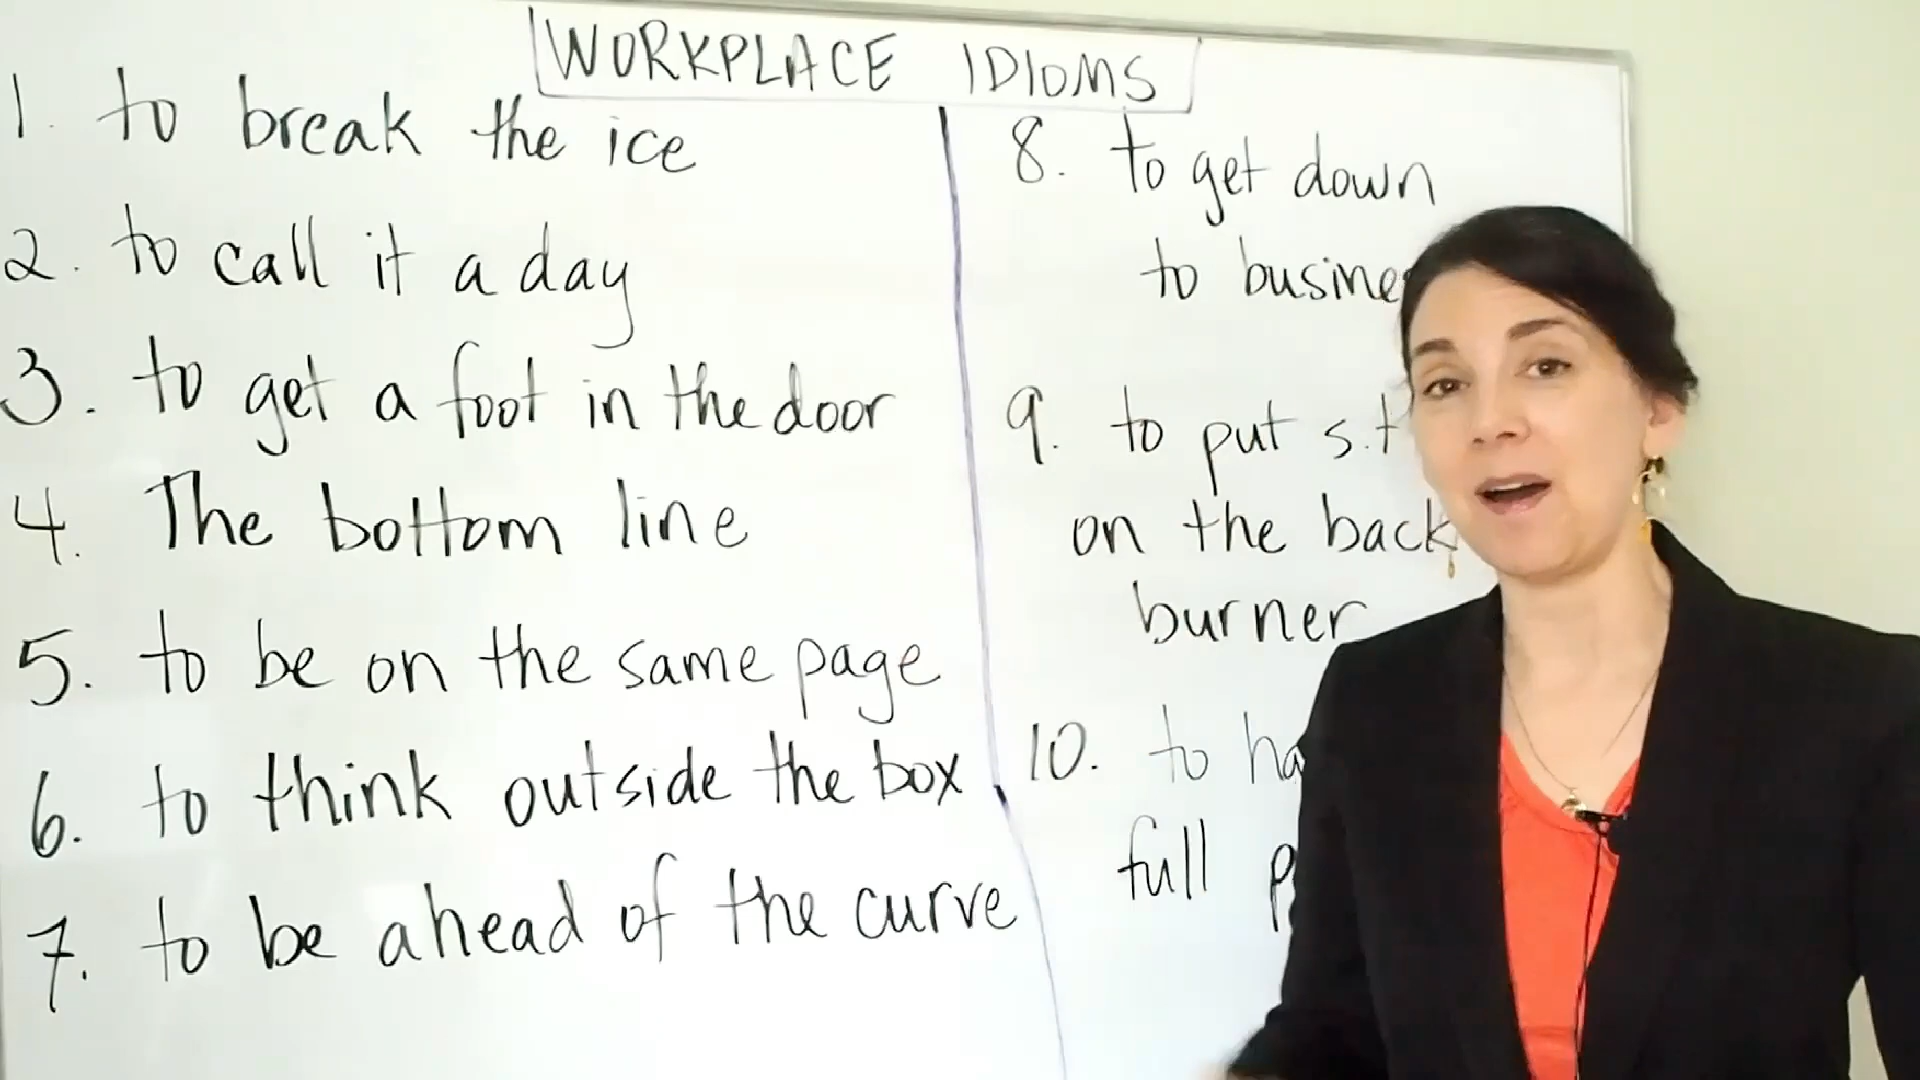 WORKPLACE IDIOMS
1. to break the ice
2. to call it a day
3. to get a foot in the door
4. The bottom line
5. to be on the same page
6. to think outside the box
7. to be ahead of the curve
8. to get down
to
9. to put
on the back
burner
10. to
full